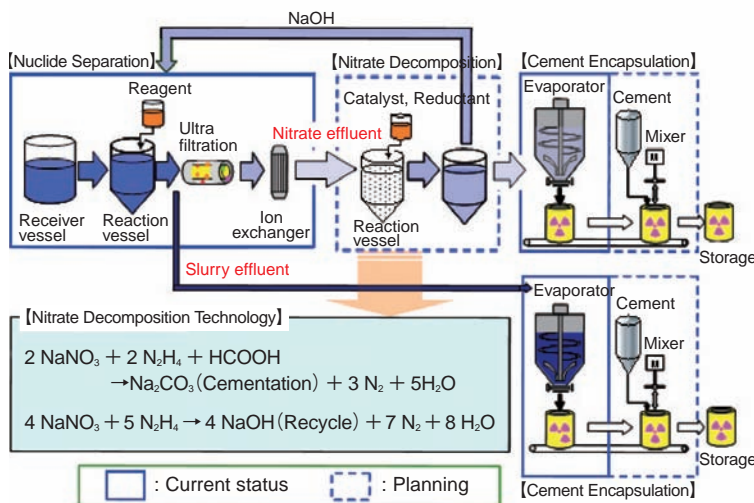 NaOH
【Nuclide Separation】
【Nitrate Decomposition】
【Cement Encapsulation】
Reagent
Ultra
filtration
Nitrate effluent
Catalyst, Reductant
Evaporator
Cement
Mixer
Receiver
vessel
Reaction
vessel
Ion
exchanger
Reaction
vessel
Storage
Slurry effluent
Evaporator
Cement
Mixer
Storage
【Cement Encapsulation】
【Nitrate Decomposition Technology】
2 NaNO₃ + 2 N₂H₄ + HCOOH
→Na₂CO₃(Cementation) + 3 N₂ + 5H₂O
4 NaNO₃ + 5 N₂H₄ → 4 NaOH(Recycle) + 7 N₂ + 8 H₂O
: Current status
: Planning